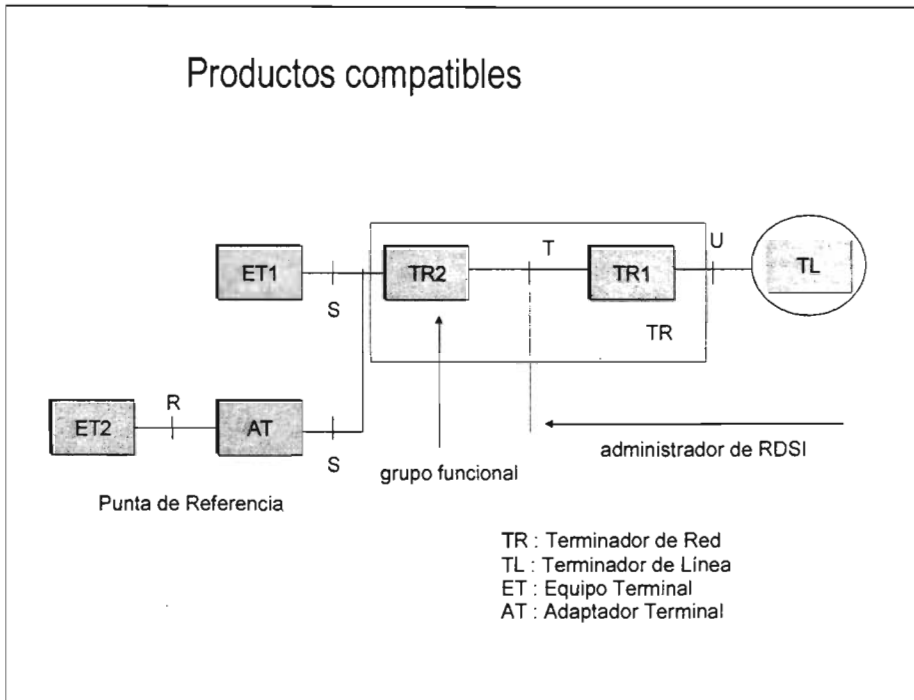 Productos compatibles
ET1
S
TR2
T
TR1
U
TL
TR
ET2
R
AT
S
grupo funcional
administrador de RDSI
Punta de Referencia
TR : Terminador de Red
TL : Terminador de Línea
ET : Equipo Terminal
AT : Adaptador Terminal